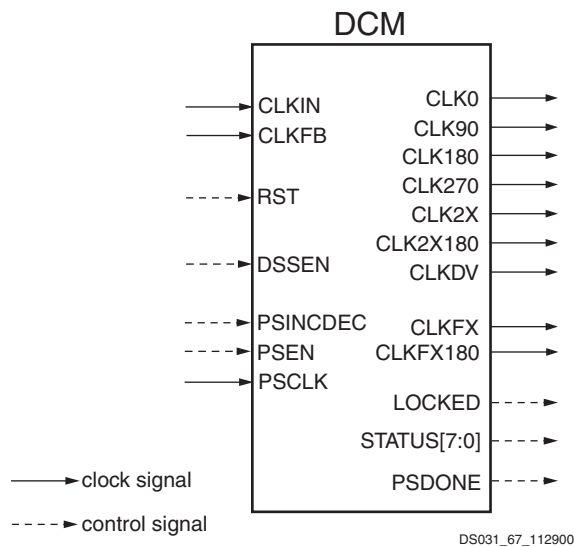 DCM
CLKIN
CLKFB
RST
DSSEN
PSINCDEC
PSEN
PSCLK
CLK0
CLK90
CLK180
CLK270
CLK2X
CLK2X180
CLKDV
CLKFX
CLKFX180
LOCKED
STATUS[7:0]
PSDONE
clock signal
control signal
DS031_67_112900